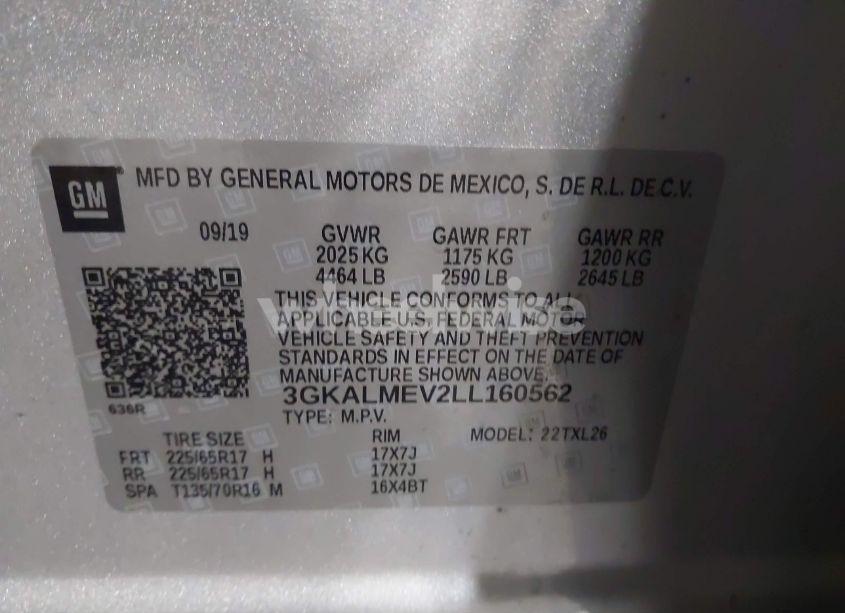 GM
MFD BY GENERAL MOTORS DE MEXICO, S. DE R.L. DE C.V.
09/19 GVWR GAWR FRT GAWR RR
2025 KG 1175 KG 1200 KG
4464 LB 2590 LB 2645 LB
THIS VEHICLE CONFORMS TO ALL
APPLICABLE U.S. FEDERAL MOTOR
VEHICLE SAFETY AND THEFT PREVENTION
STANDARDS IN EFFECT ON THE DATE OF
MANUFACTURE SHOWN ABOVE.
3GKALMEV2LL160562
636R
TYPE: M.P.V.
TIRE SIZE RIM MODEL: 22TXL26
FRT 225/65R17 H 17X7J
RR 225/65R17 H 17X7J
SPA T135/70R16 M 16X4BT